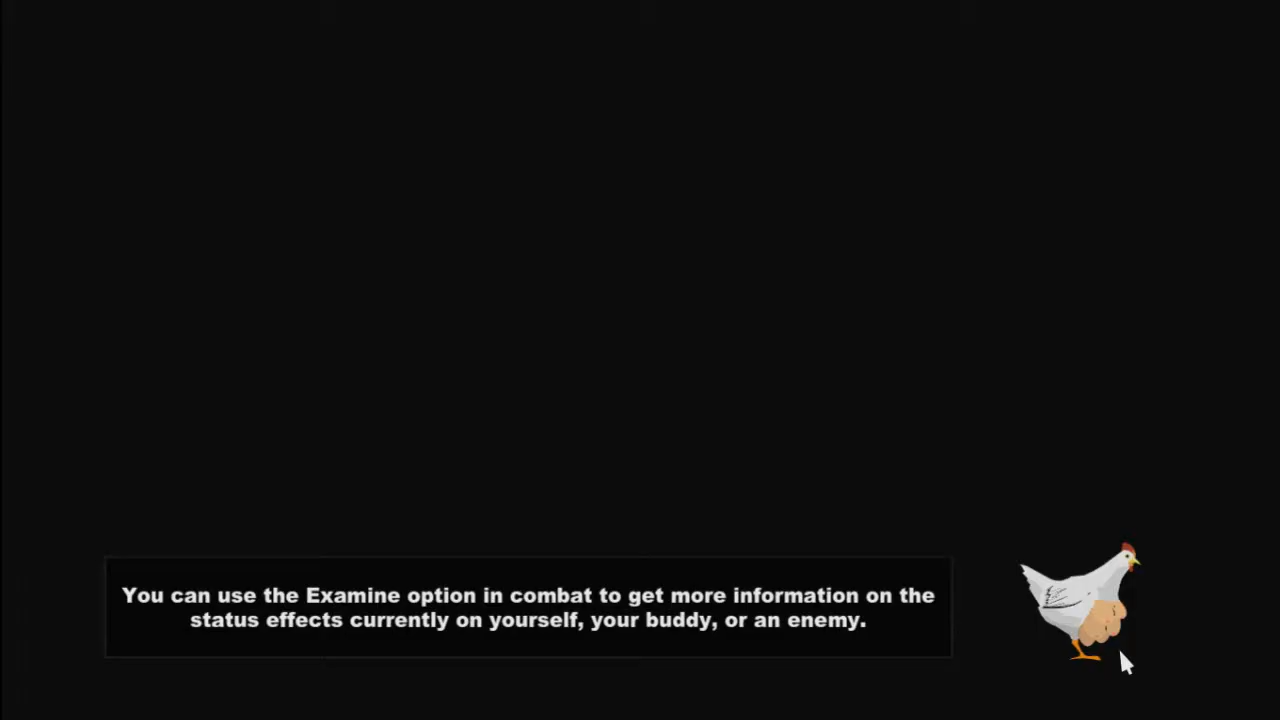 You can use the Examine option in combat to get more information on the
status effects currently on yourself, your buddy, or an enemy.